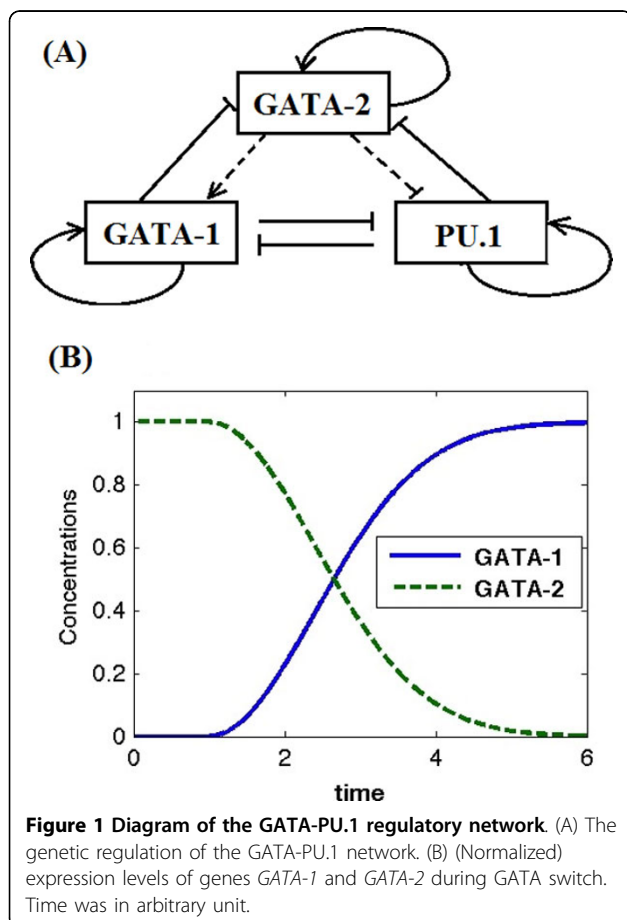 (A)
GATA-2
GATA-1
PU.1
(B)
1
0.8
0.6
0.4
0.2
0
Concentrations
GATA-1
GATA-2
0
2
4
6
time
Figure 1 Diagram of the GATA-PU.1 regulatory network. (A) The
genetic regulation of the GATA-PU.1 network. (B) (Normalized)
expression levels of genes GATA-1 and GATA-2 during GATA switch.
Time was in arbitrary unit.